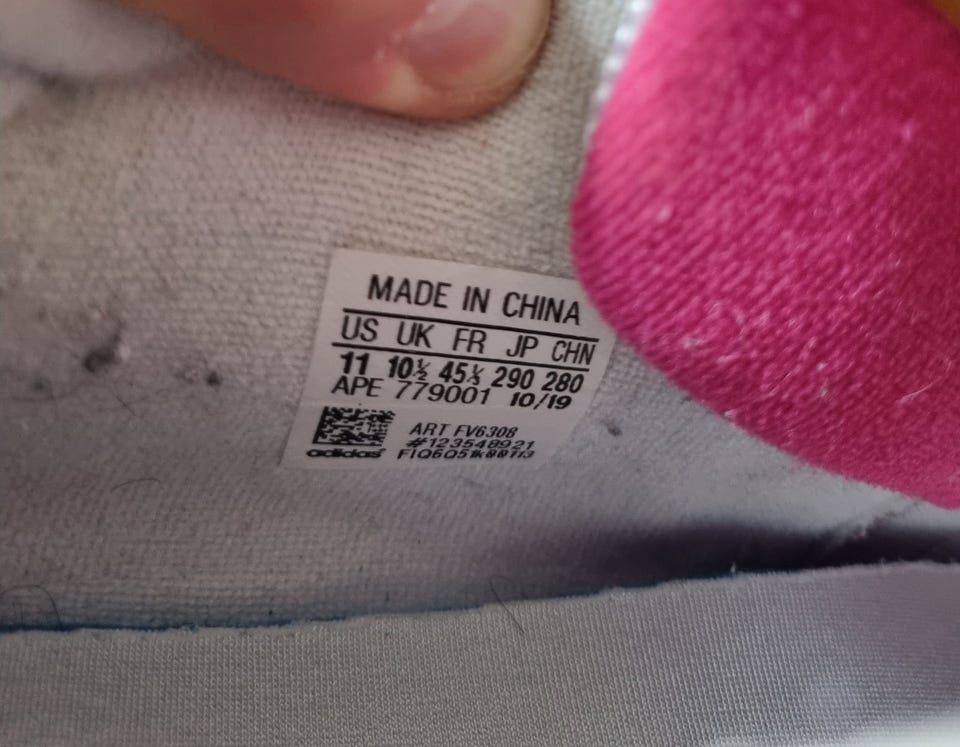 MADE IN CHINA
US UK FR JP CHN
11 10½ 45⅓ 290 280
APE 779001 10/19
ART FV6308
#123548921
adidas